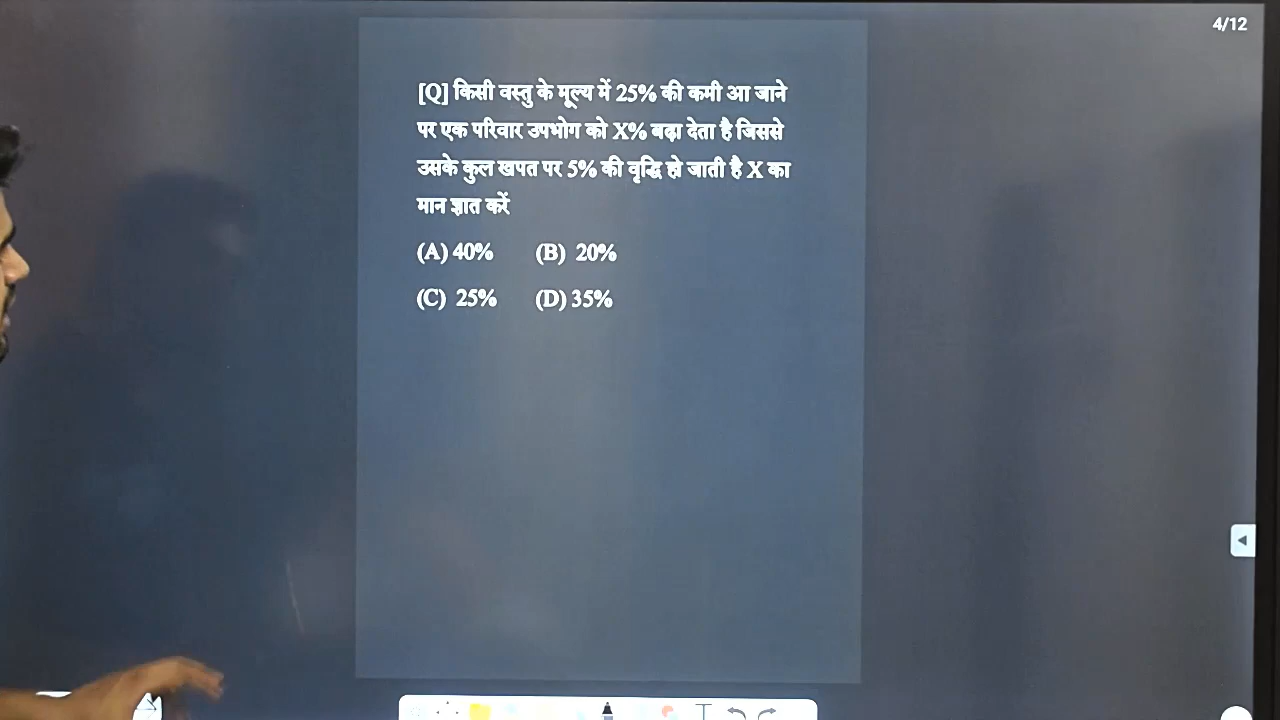 4/12
[Q] किसी वस्तु के मूल्य में 25% की कमी आ जाने
पर एक परिवार उपभोग को X% बढ़ा देता है जिससे
उसके कुल खपत पर 5% की वृद्धि हो जाती है X का
मान ज्ञात करें
(A) 40% (B) 20%
(C) 25% (D) 35%